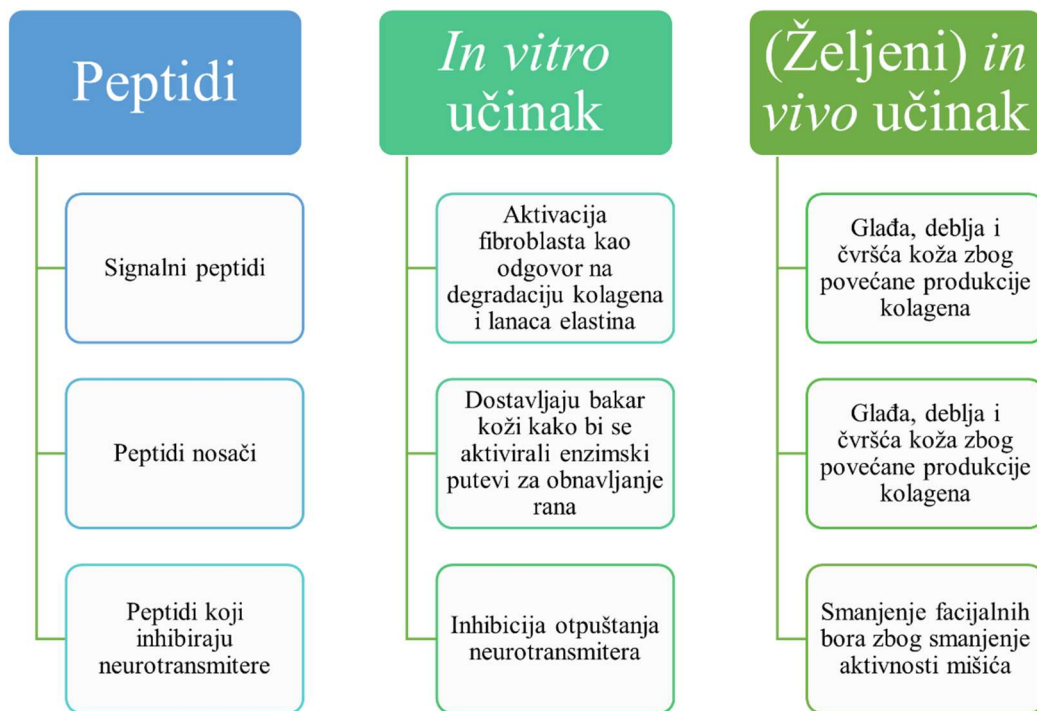 Peptidi
Signalni peptidi
Peptidi nosači
Peptidi koji
inhibiraju
neurotransmitere
In vitro
učinak
Aktivacija
fibroblasta kao
odgovor na
degradaciju kolagena
i lanaca elastina
Dostavljaju bakar
koži kako bi se
aktivirali enzimski
putevi za obnavljanje
rana
Inhibicija otpuštanja
neurotransmitera
(Željeni) in
vivo učinak
Glađa, deblja i
čvršća koža zbog
povećane produkcije
kolagena
Glađa, deblja i
čvršća koža zbog
povećane produkcije
kolagena
Smanjenje facijalnih
bora zbog smanjenje
aktivnosti mišića